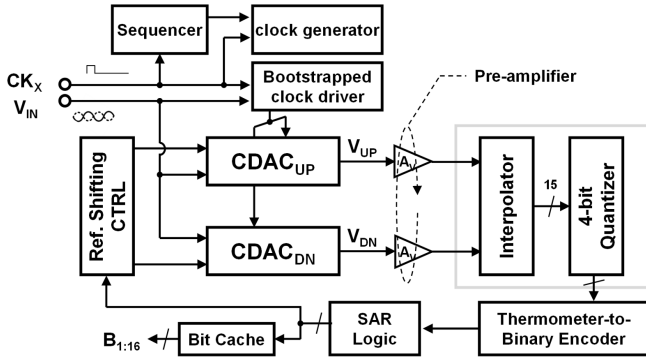 Sequencer
clock generator
CKX
VIN
Bootstrapped
clock driver
Pre-amplifier
Ref. Shifting
CTRL
CDACUP
VUP
AV
CDACDN
VDN
AV
Interpolator
15
4-bit
Quantizer
B1:16
Bit Cache
SAR
Logic
Thermometer-to-
Binary Encoder